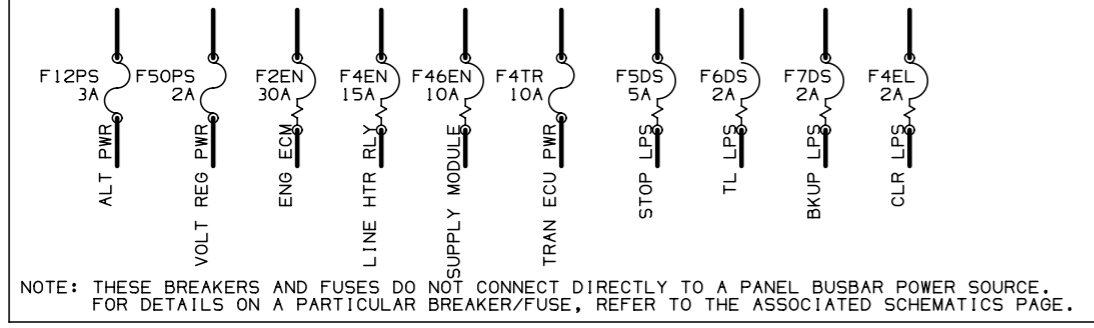 F12PS
3A
F50PS
2A
F2EN
30A
F4EN
15A
F46EN
10A
F4TR
10A
F5DS
5A
F6DS
2A
F7DS
2A
F4EL
2A
ALT PWR
VOLT REG PWR
ENG ECM
LINE HTR RLY
SUPPLY MODULE
TRAN ECU PWR
STOP LPS
TL LPS
BKUP LPS
CLR LPS
NOTE: THESE BREAKERS AND FUSES DO NOT CONNECT DIRECTLY TO A PANEL BUSBAR POWER SOURCE.
FOR DETAILS ON A PARTICULAR BREAKER/FUSE, REFER TO THE ASSOCIATED SCHEMATICS PAGE.